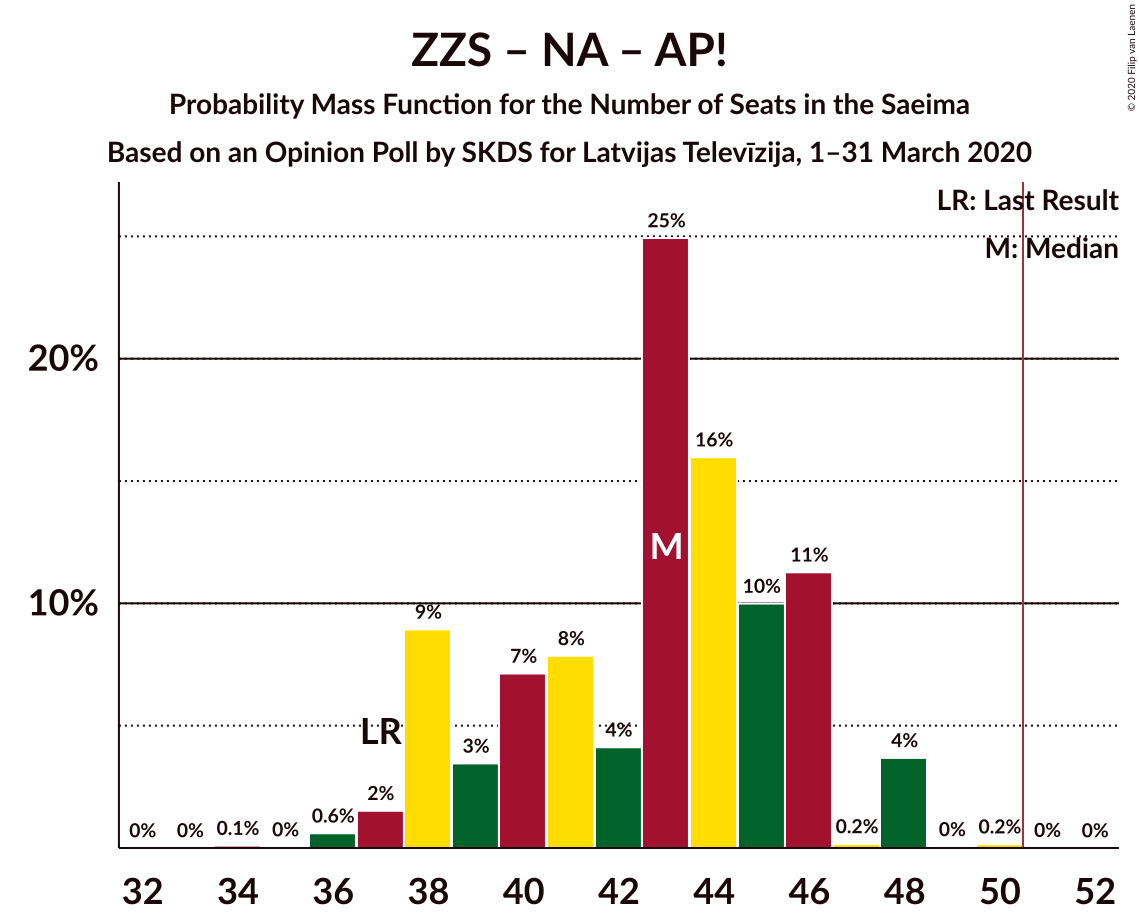 ZZS – NA – AP!
Probability Mass Function for the Number of Seats in the Saeima
Based on an Opinion Poll by SKDS for Latvijas Televīzija, 1–31 March 2020
© 2020 Filip van Laenen
LR: Last Result
M: Median
20%
10%
0%
0%
0.1%
0%
0.6%
2%
LR
9%
3%
7%
8%
4%
25%
M
16%
10%
11%
0.2%
4%
0%
0.2%
0%
0%
32 34 36 38 40 42 44 46 48 50 52